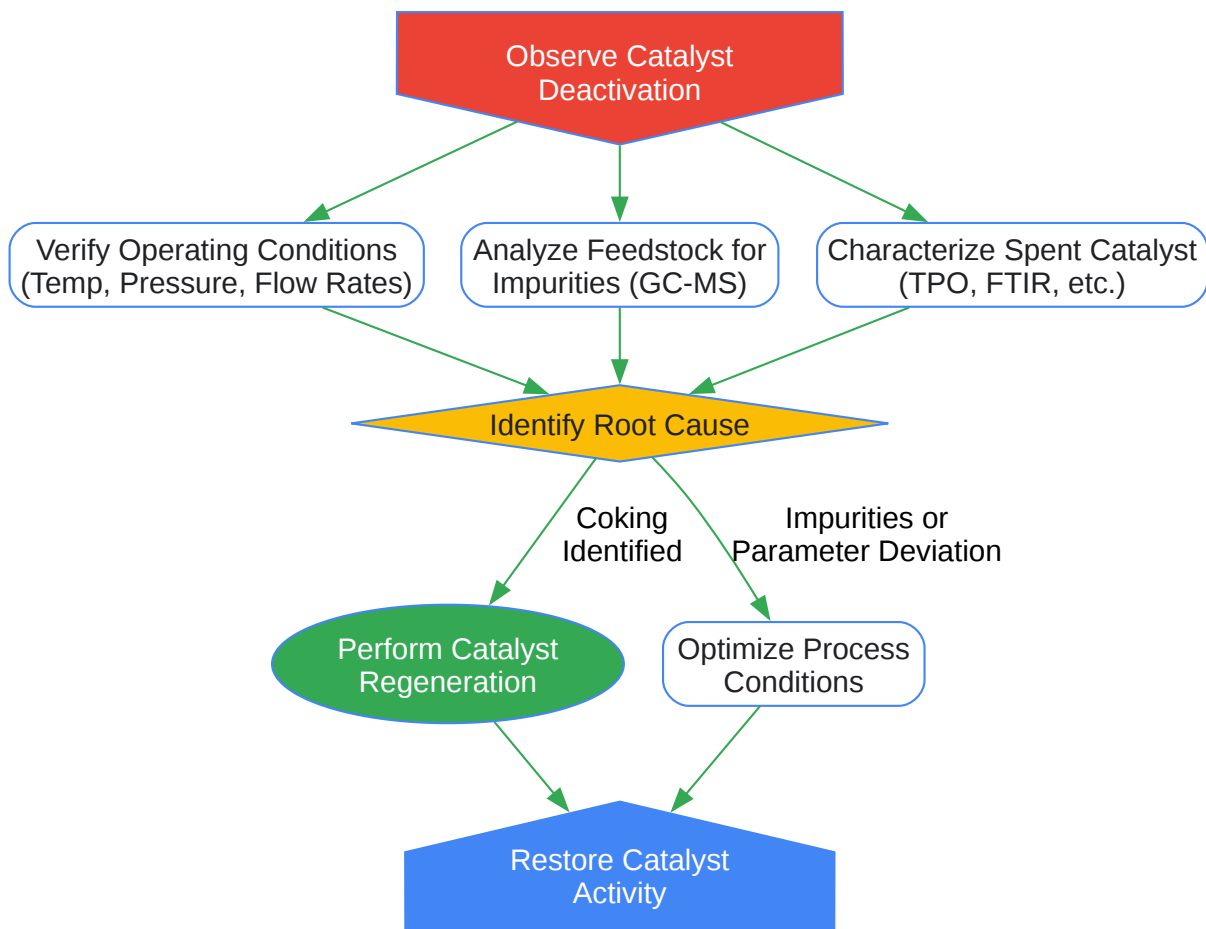 Observe Catalyst
Deactivation
Verify Operating Conditions
(Temp, Pressure, Flow Rates)
Analyze Feedstock for
Impurities (GC-MS)
Characterize Spent Catalyst
(TPO, FTIR, etc.)
Identify Root Cause
Coking
Identified
Impurities or
Parameter Deviation
Perform Catalyst
Regeneration
Optimize Process
Conditions
Restore Catalyst
Activity